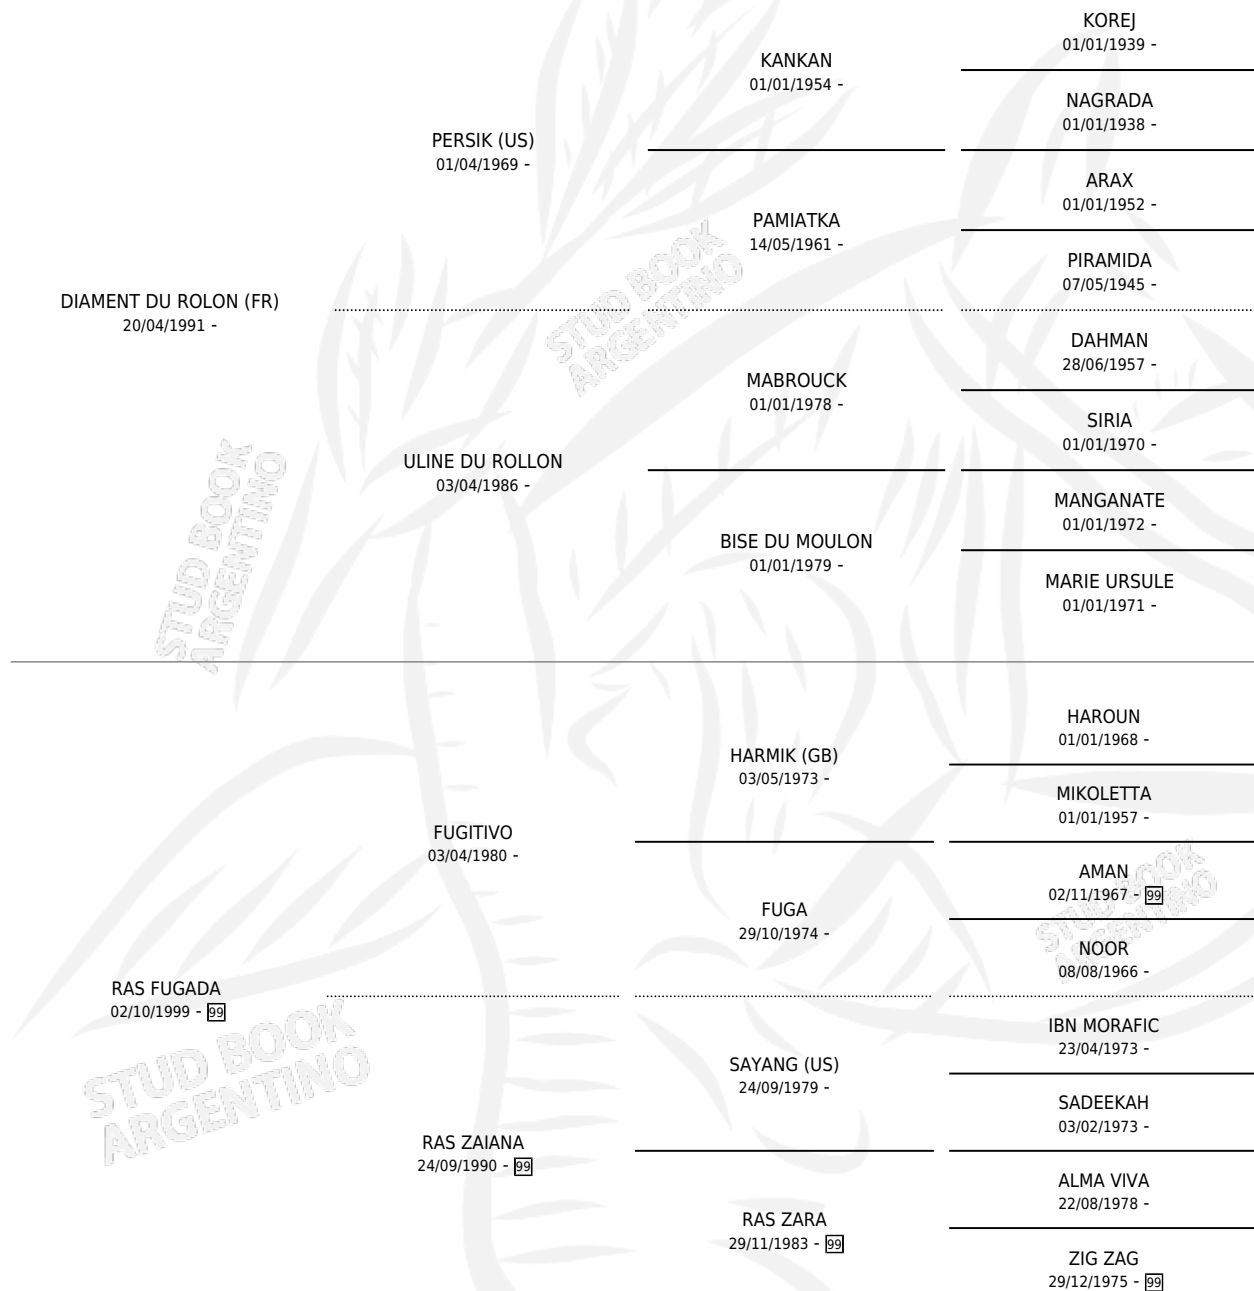 KOREJ
01/01/1939 -
KANKAN
01/01/1954 -
NAGRADA
01/01/1938 -
PERSIK (US)
01/04/1969 -
ARAX
01/01/1952 -
PAMIATKA
14/05/1961 -
PIRAMIDA
07/05/1945 -
DIAMENT DU ROLON (FR)
20/04/1991 -
DAHMAN
28/06/1957 -
MABROUCK
01/01/1978 -
SIRIA
01/01/1970 -
ULINE DU ROLLON
03/04/1986 -
MANGANATE
01/01/1972 -
BISE DU MOULON
01/01/1979 -
MARIE URSULE
01/01/1971 -
HAROUN
01/01/1968 -
HARMIK (GB)
03/05/1973 -
MIKOLETTA
01/01/1957 -
FUGITIVO
03/04/1980 -
AMAN
02/11/1967 - 99
FUGA
29/10/1974 -
NOOR
08/08/1966 -
RAS FUGADA
02/10/1999 - 99
IBN MORAFIC
23/04/1973 -
SAYANG (US)
24/09/1979 -
SADEEKAH
03/02/1973 -
RAS ZAIANA
24/09/1990 - 99
ALMA VIVA
22/08/1978 -
RAS ZARA
29/11/1983 - 99
ZIG ZAG
29/12/1975 - 99
STUD BOOK
ARGENTINO
STUD BOOK
ARGENTINO
STUD BOOK
ARGENTINO
STUD BOOK
ARGENTINO